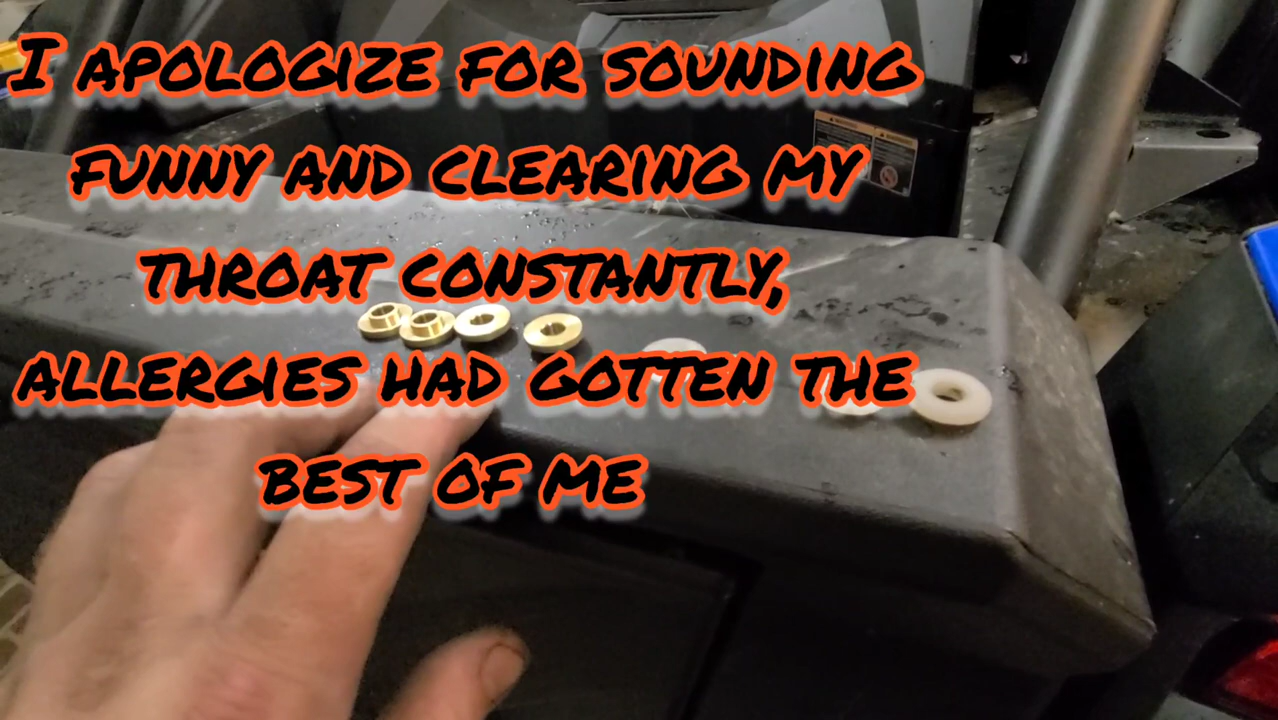 I APOLOGIZE FOR SOUNDING
FUNNY AND CLEARING MY
THROAT CONSTANTLY,
ALLERGIES HAD GOTTEN THE
BEST OF ME